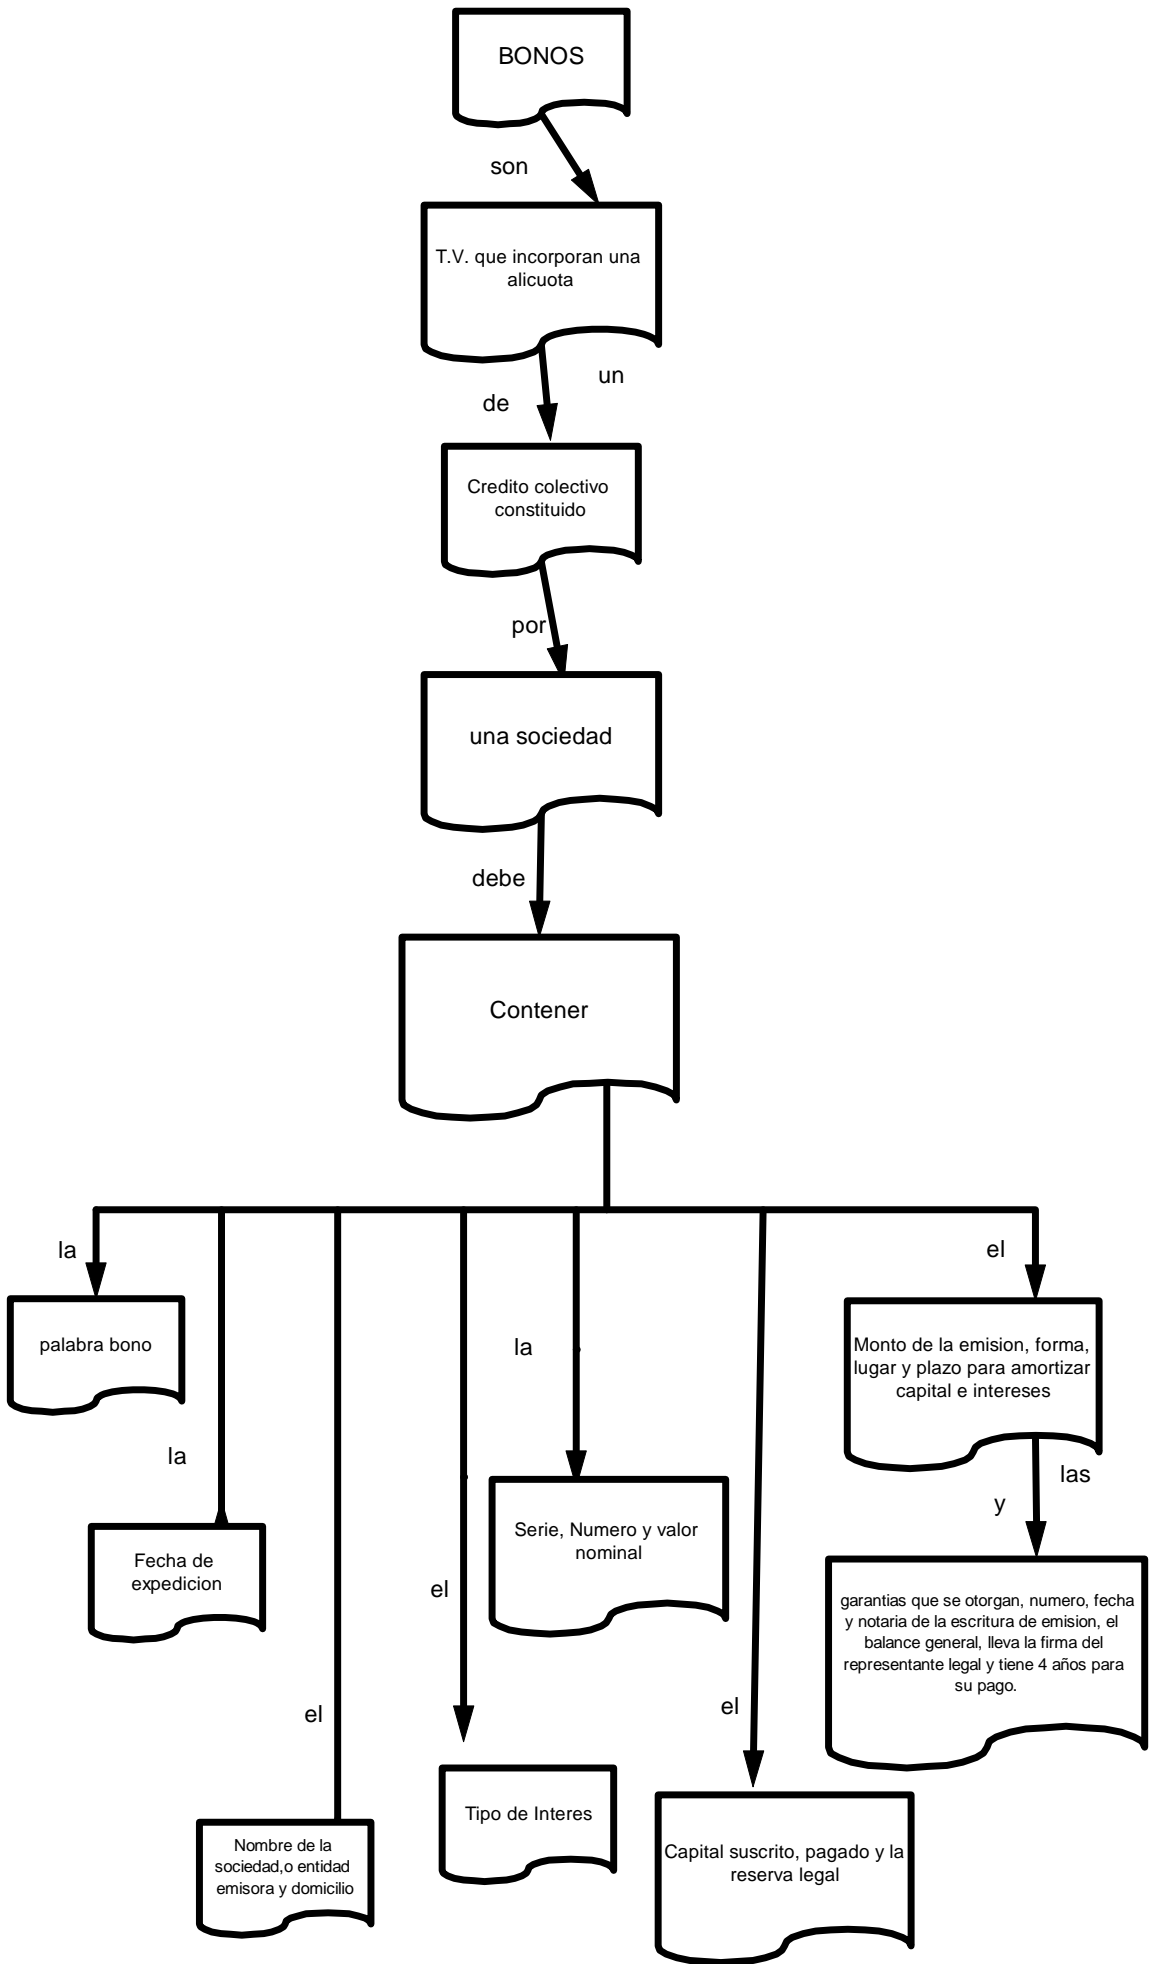 BONOS
son
T.V. que incorporan una
alicuota
un
de
Credito colectivo
constituido
por
una sociedad
debe
Contener
la
el
palabra bono
la
Monto de la emision, forma,
lugar y plazo para amortizar
capital e intereses
la
las
y
Serie, Numero y valor
nominal
Fecha de
expedicion
el
garantias que se otorgan, numero, fecha
y notaria de la escritura de emision, el
balance general, lleva la firma del
representante legal y tiene 4 años para
su pago.
el
el
Tipo de Interes
Nombre de la
sociedad,o entidad
emisora y domicilio
Capital suscrito, pagado y la
reserva legal